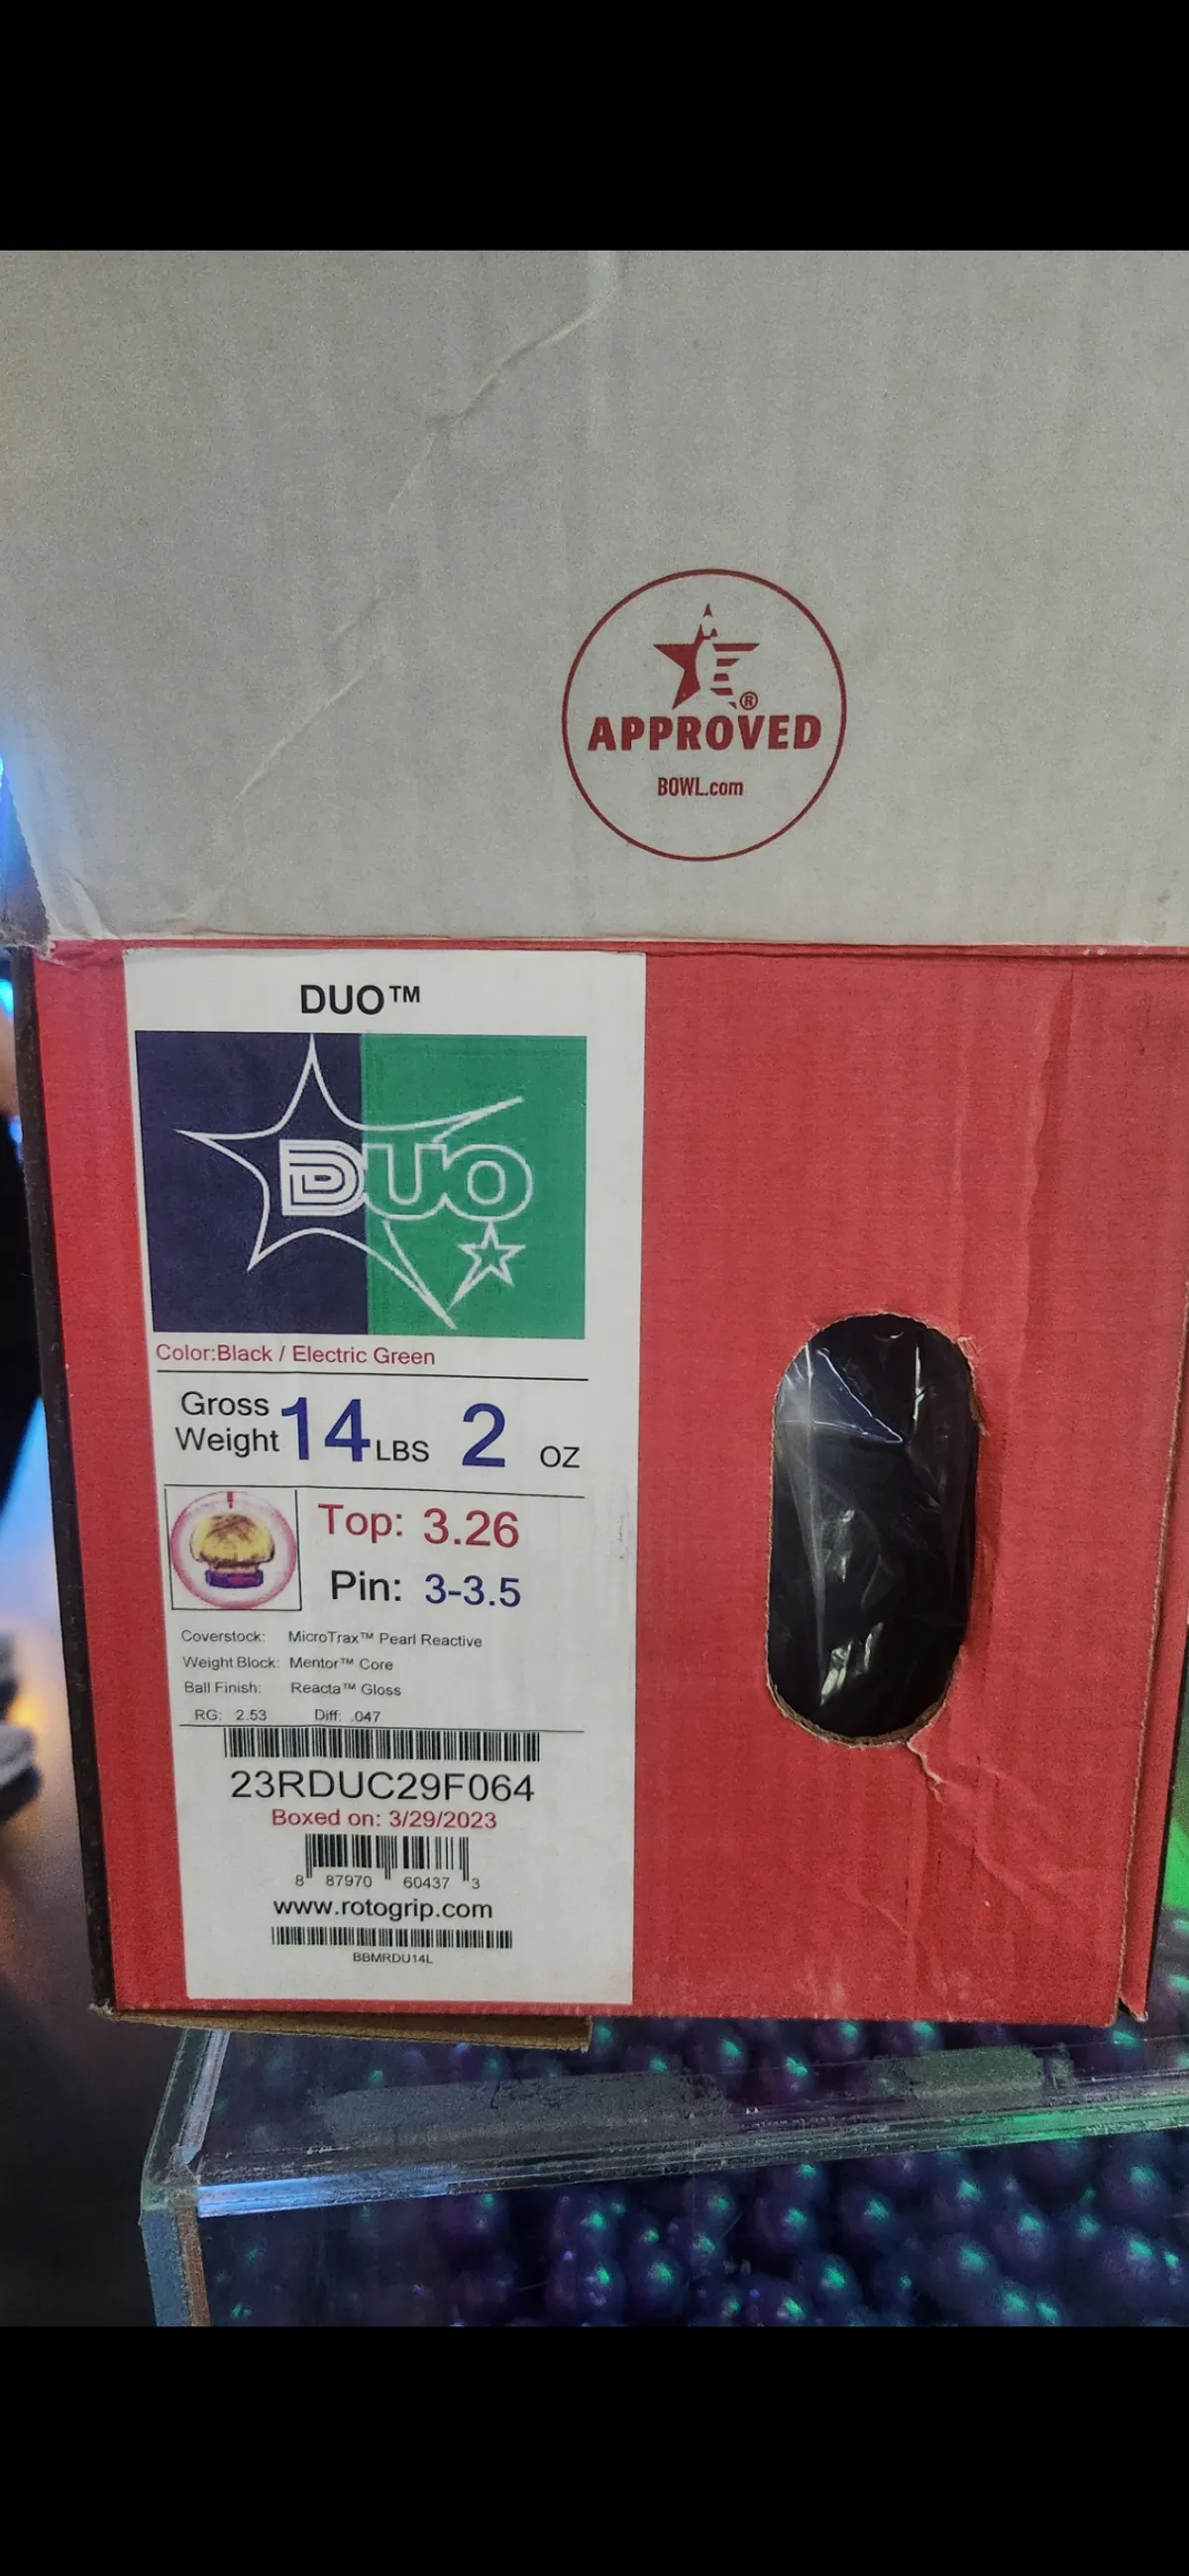 ®
APPROVED
BOWL.com
DUO™
DUO
Color:Black / Electric Green
Gross Weight 14 LBS 2 OZ
Top: 3.26
Pin: 3-3.5
Coverstock: MicroTrax™ Pearl Reactive
Weight Block: Mentor™ Core
Ball Finish: Reacta™ Gloss
RG: 2.53 Diff: .047
23RDUC29F064
Boxed on: 3/29/2023
8 87970 60437 3
www.rotogrip.com
BBMRDU14L